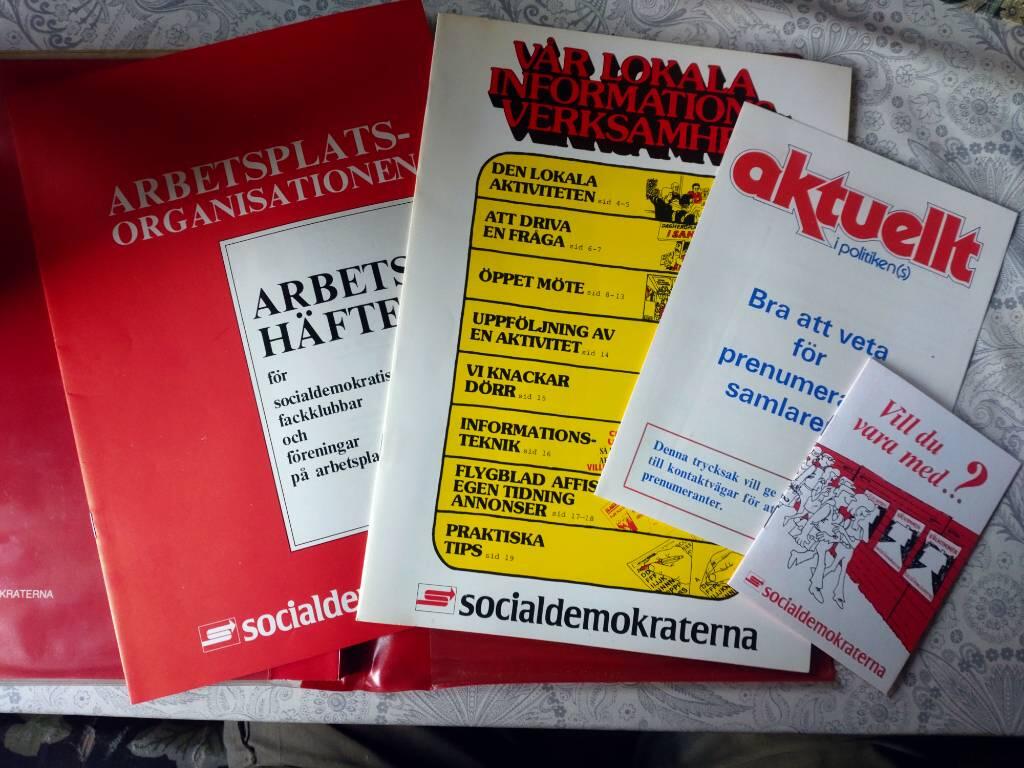 ARBETSPLATS-
ORGANISATIONEN
ARBETS
HÄFTE
för
socialdemokratis
fackklubbar
och
föreningar
på arbetspla
socialde
KRATERNA
VÅR LOKALA
INFORMATIONS
VERKSAMHE
DEN LOKALA
AKTIVITETEN sid 4-5
ATT DRIVA
EN FRÅGA sid 6-7
ÖPPET MÖTE sid 8-13
UPPFÖLJNING AV
EN AKTIVITET sid 14
VI KNACKAR
DÖRR sid 15
INFORMATIONS-
TEKNIK sid 16
FLYGBLAD AFFIS
EGEN TIDNING
ANNONSER sid 17-18
PRAKTISKA
TIPS sid 19
socialdemokraterna
aktuellt
i politiken(s)
Bra att veta
för
prenumera
samlare
Denna trycksak vill ge
till kontaktvägar för at
prenumeranter.
Vill du
vara med...?
socialdemokraterna